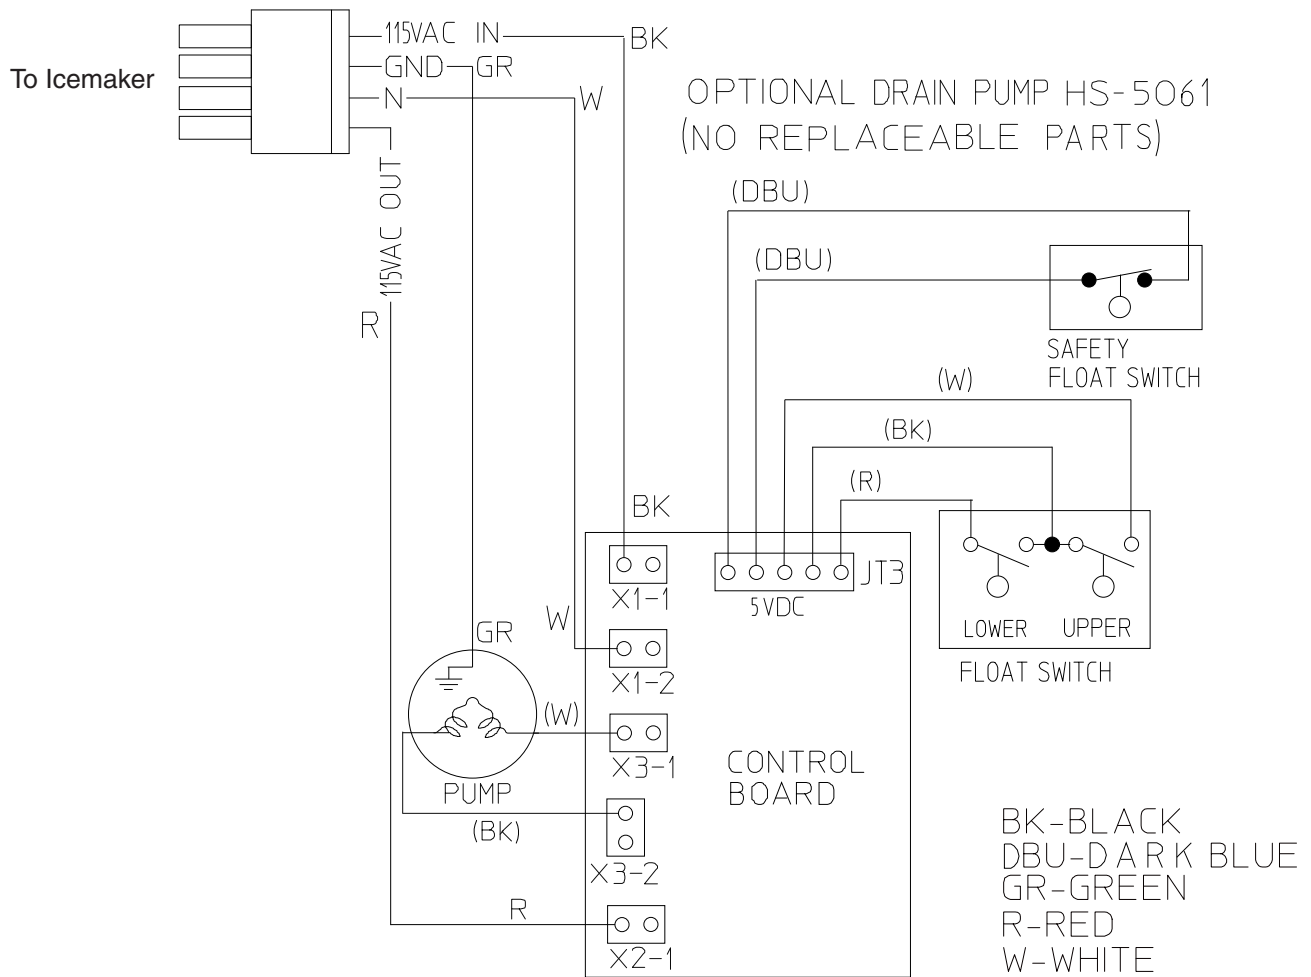 115VAC IN
BK
To Icemaker
GND
GR
N
W
OPTIONAL DRAIN PUMP HS-5061
(NO REPLACEABLE PARTS)
115VAC OUT
R
(DBU)
(DBU)
SAFETY
FLOAT SWITCH
(W)
(BK)
(R)
BK
JT3
X1-1
5VDC
W
GR
LOWER
UPPER
FLOAT SWITCH
X1-2
(W)
X3-1
PUMP
(BK)
CONTROL
BOARD
X3-2
R
X2-1
BK-BLACK
DBU-DARK BLUE
GR-GREEN
R-RED
W-WHITE